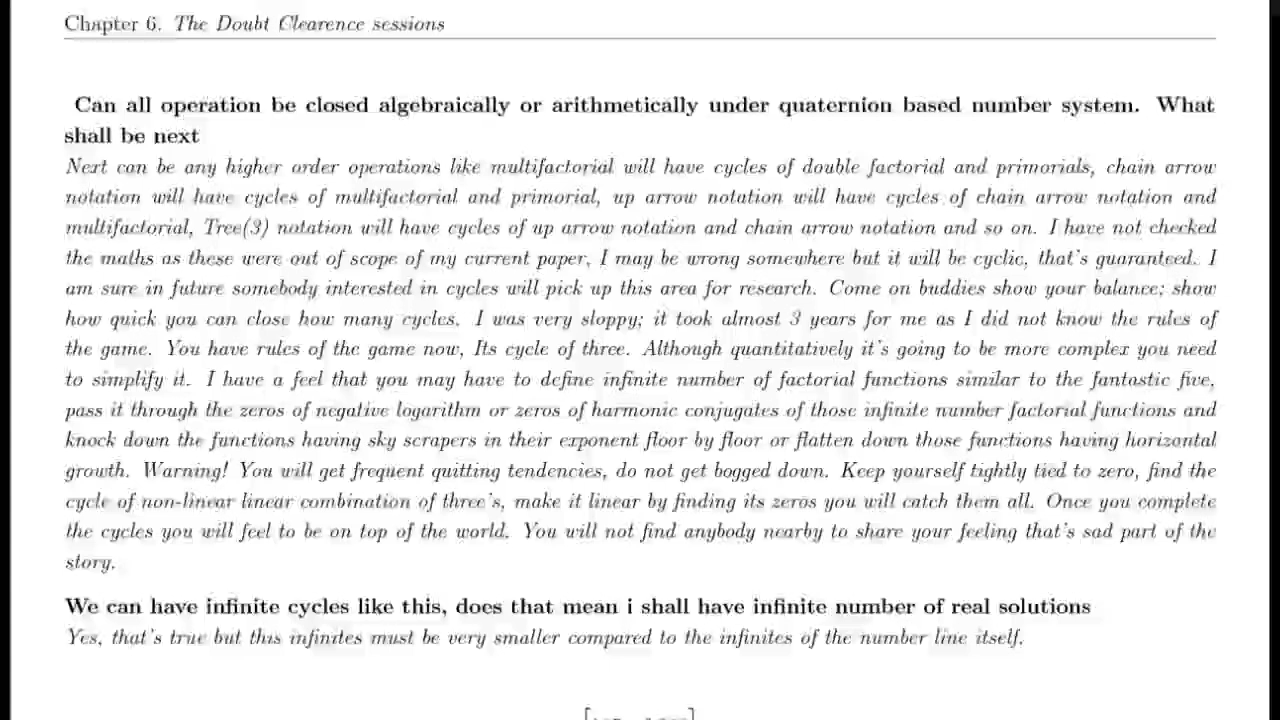 Chapter 6. The Doubt Clearence sessions
Can all operation be closed algebraically or arithmetically under quaternion based number system. What
shall be next
Next can be any higher order operations like multifactorial will have cycles of double factorial and primorials, chain arrow
notation will have cycles of multifactorial and primorial, up arrow notation will have cycles of chain arrow notation and
multifactorial, Tree(3) notation will have cycles of up arrow notation and chain arrow notation and so on. I have not checked
the maths as these were out of scope of my current paper, I may be wrong somewhere but it will be cyclic, that's guaranteed. I
am sure in future somebody interested in cycles will pick up this area for research. Come on buddies show your balance; show
how quick you can close how many cycles. I was very sloppy; it took almost 3 years for me as I did not know the rules of
the game. You have rules of the game now, Its cycle of three. Although quantitatively it's going to be more complex you need
to simplify it. I have a feel that you may have to define infinite number of factorial functions similar to the fantastic five,
pass it through the zeros of negative logarithm or zeros of harmonic conjugates of those infinite number factorial functions and
knock down the functions having sky scrapers in their exponent floor by floor or flatten down those functions having horizontal
growth. Warning! You will get frequent quitting tendencies, do not get bogged down. Keep yourself tightly tied to zero, find the
cycle of non-linear linear combination of three's, make it linear by finding its zeros you will catch them all. Once you complete
the cycles you will feel to be on top of the world. You will not find anybody nearby to share your feeling that's sad part of the
story.
We can have infinite cycles like this, does that mean i shall have infinite number of real solutions
Yes, that's true but this infinites must be very smaller compared to the infinites of the number line itself.